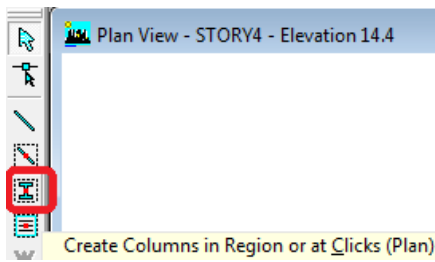 Plan View - STORY4 - Elevation 14.4
Create Columns in Region or at Clicks (Plan)